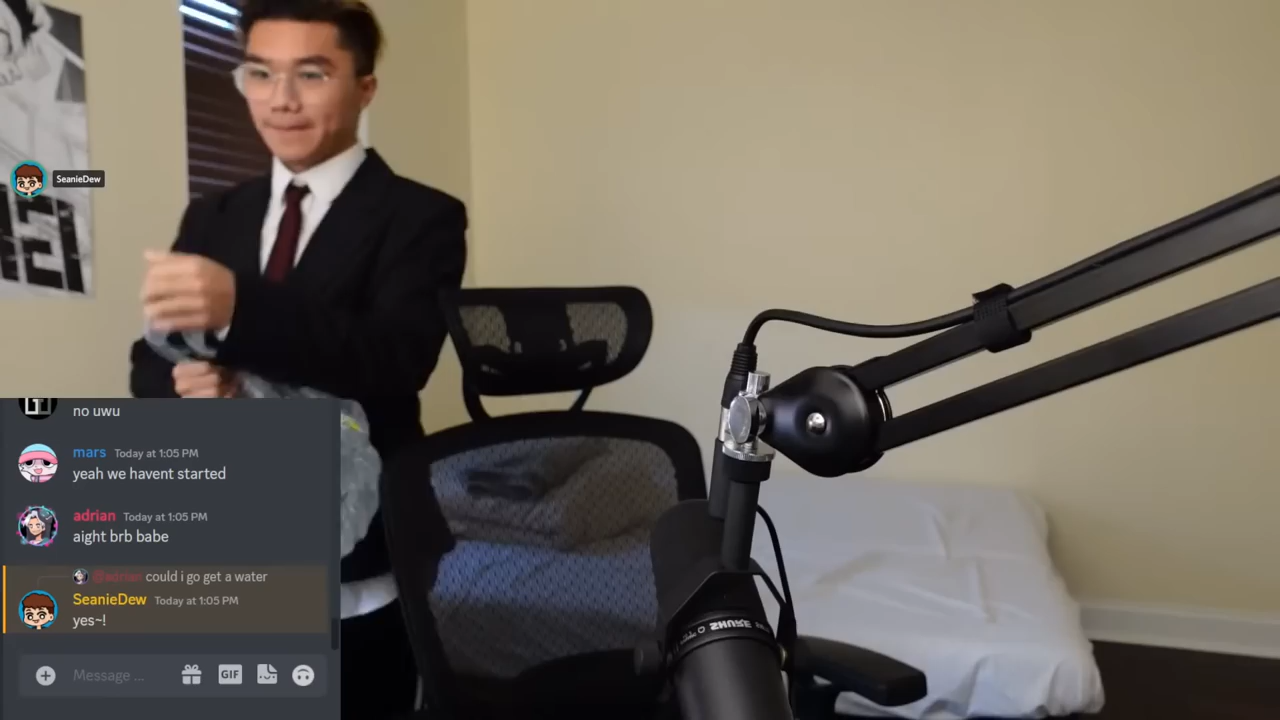 SeanieDew
no uwu
mars Today at 1:05 PM
yeah we havent started
adrian Today at 1:05 PM
aight brb babe
@adrian could i go get a water
SeanieDew Today at 1:05 PM
yes~!
Message ...
GIF
SHURE